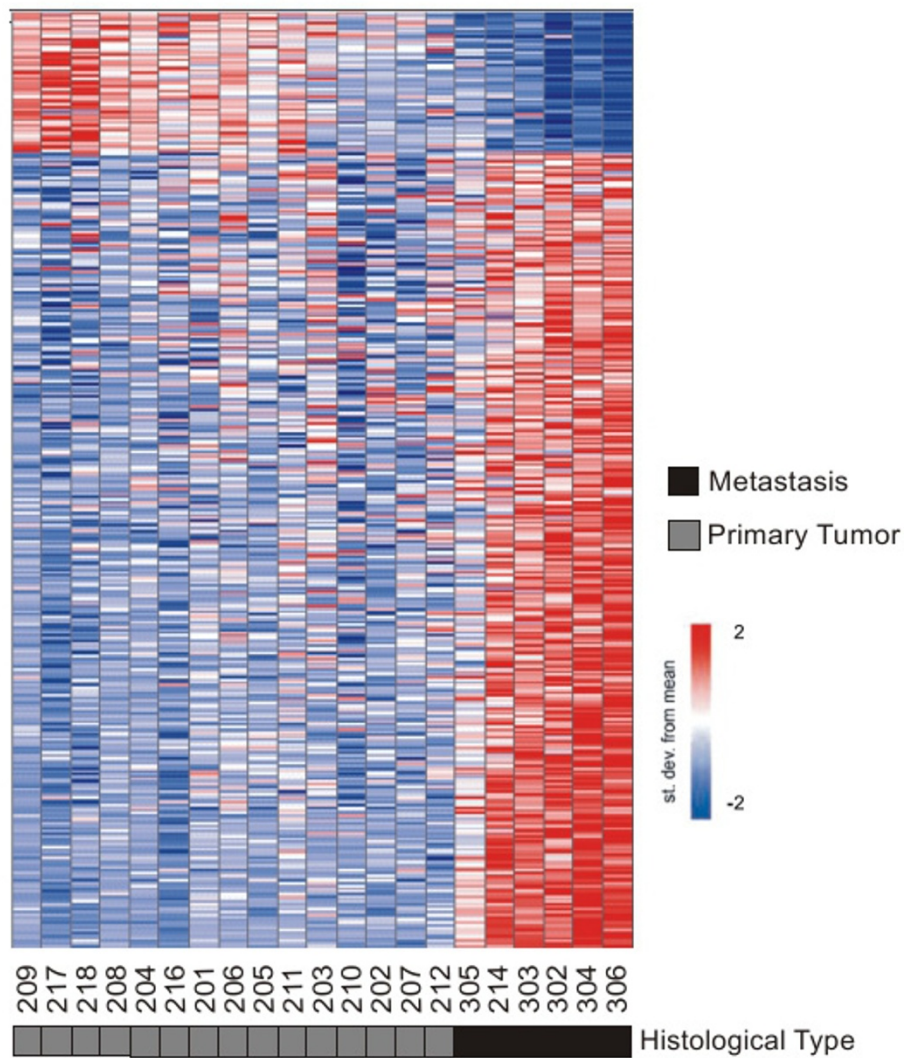 Metastasis
Primary Tumor
2
st. dev. from mean
-2
209 217 218 208 204 216 201 206 205 211 203 210 202 207 212 305 214 303 302 304 306
Histological Type